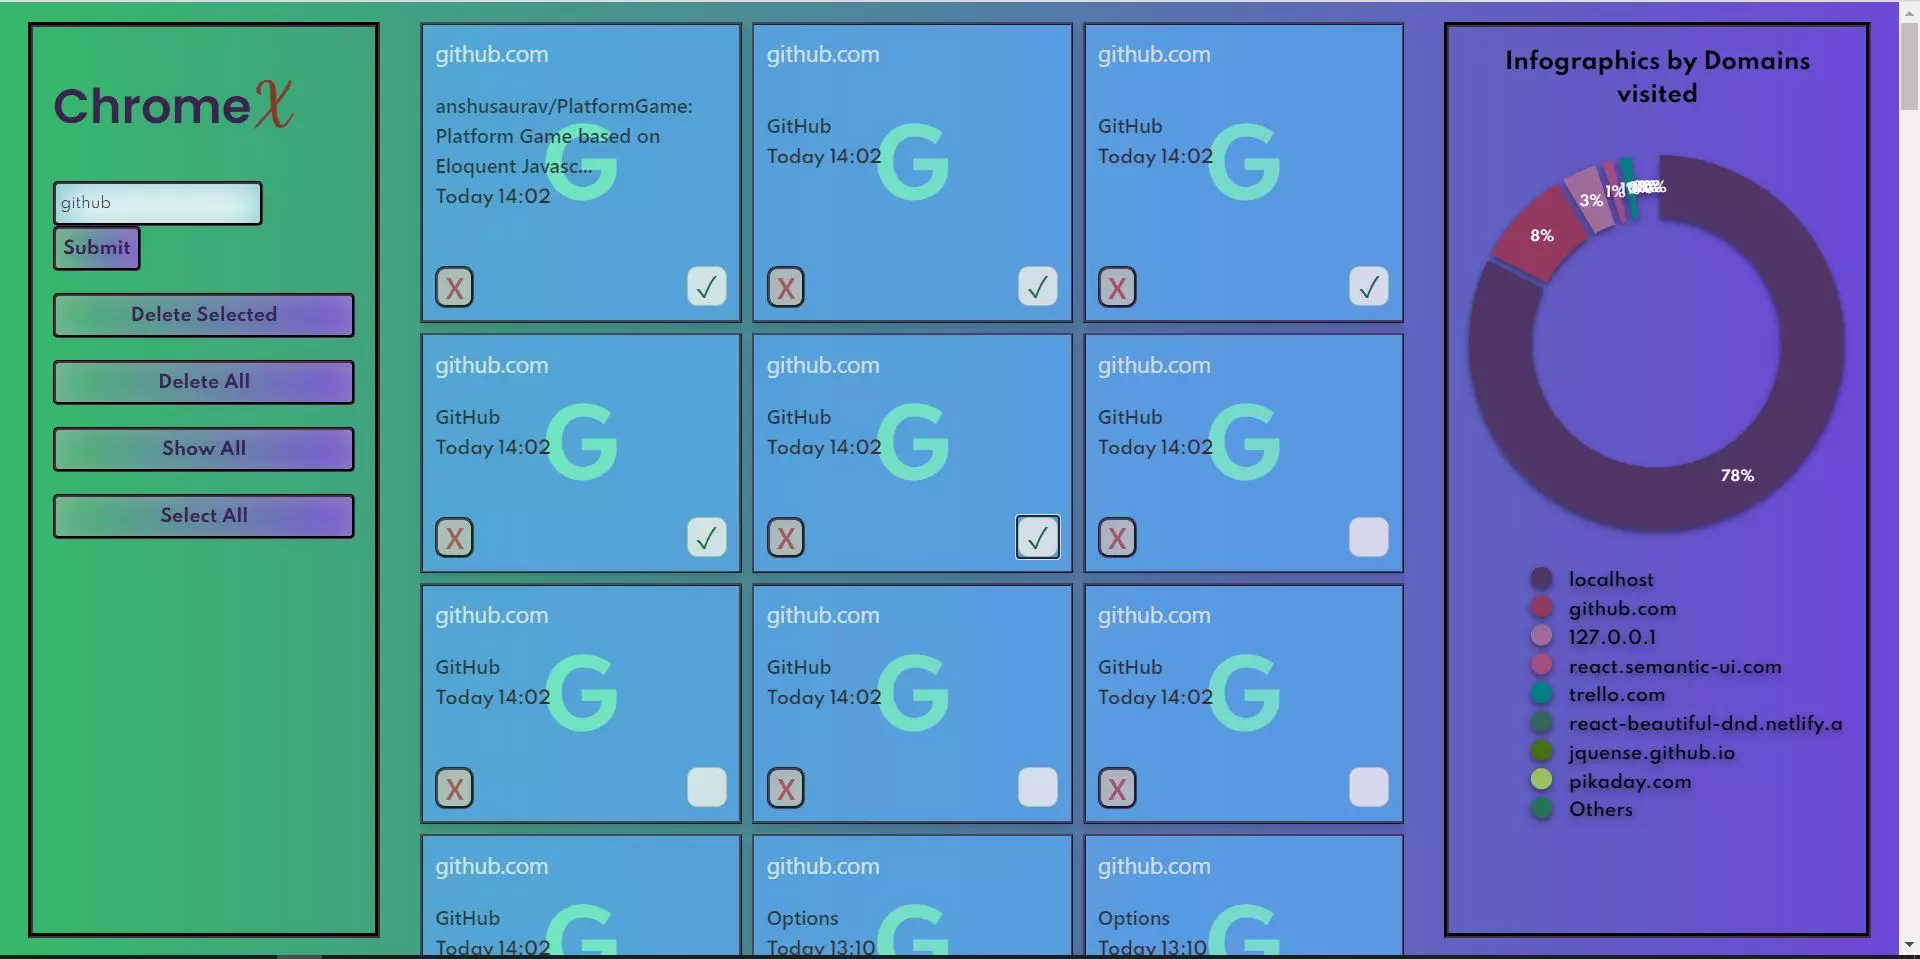 ChromeX
github
Submit
Delete Selected
Delete All
Show All
Select All
github.com
anshusaurav/PlatformGame:
Platform Game based on
Eloquent Javasc...
Today 14:02
G
X
✓
github.com
GitHub
Today 14:02
G
X
✓
github.com
GitHub
Today 14:02
G
X
✓
github.com
GitHub
Today 14:02
G
X
✓
github.com
GitHub
Today 14:02
G
X
✓
github.com
GitHub
Today 14:02
G
X
github.com
GitHub
Today 14:02
G
X
github.com
GitHub
Today 14:02
G
X
github.com
GitHub
Today 14:02
G
X
github.com
GitHub
Today 14:02
G
github.com
Options
Today 13:10
G
github.com
Options
Today 13:10
G
Infographics by Domains
visited
8%
3%
1%
78%
localhost
github.com
127.0.0.1
react.semantic-ui.com
trello.com
react-beautiful-dnd.netlify.a
jquense.github.io
pikaday.com
Others